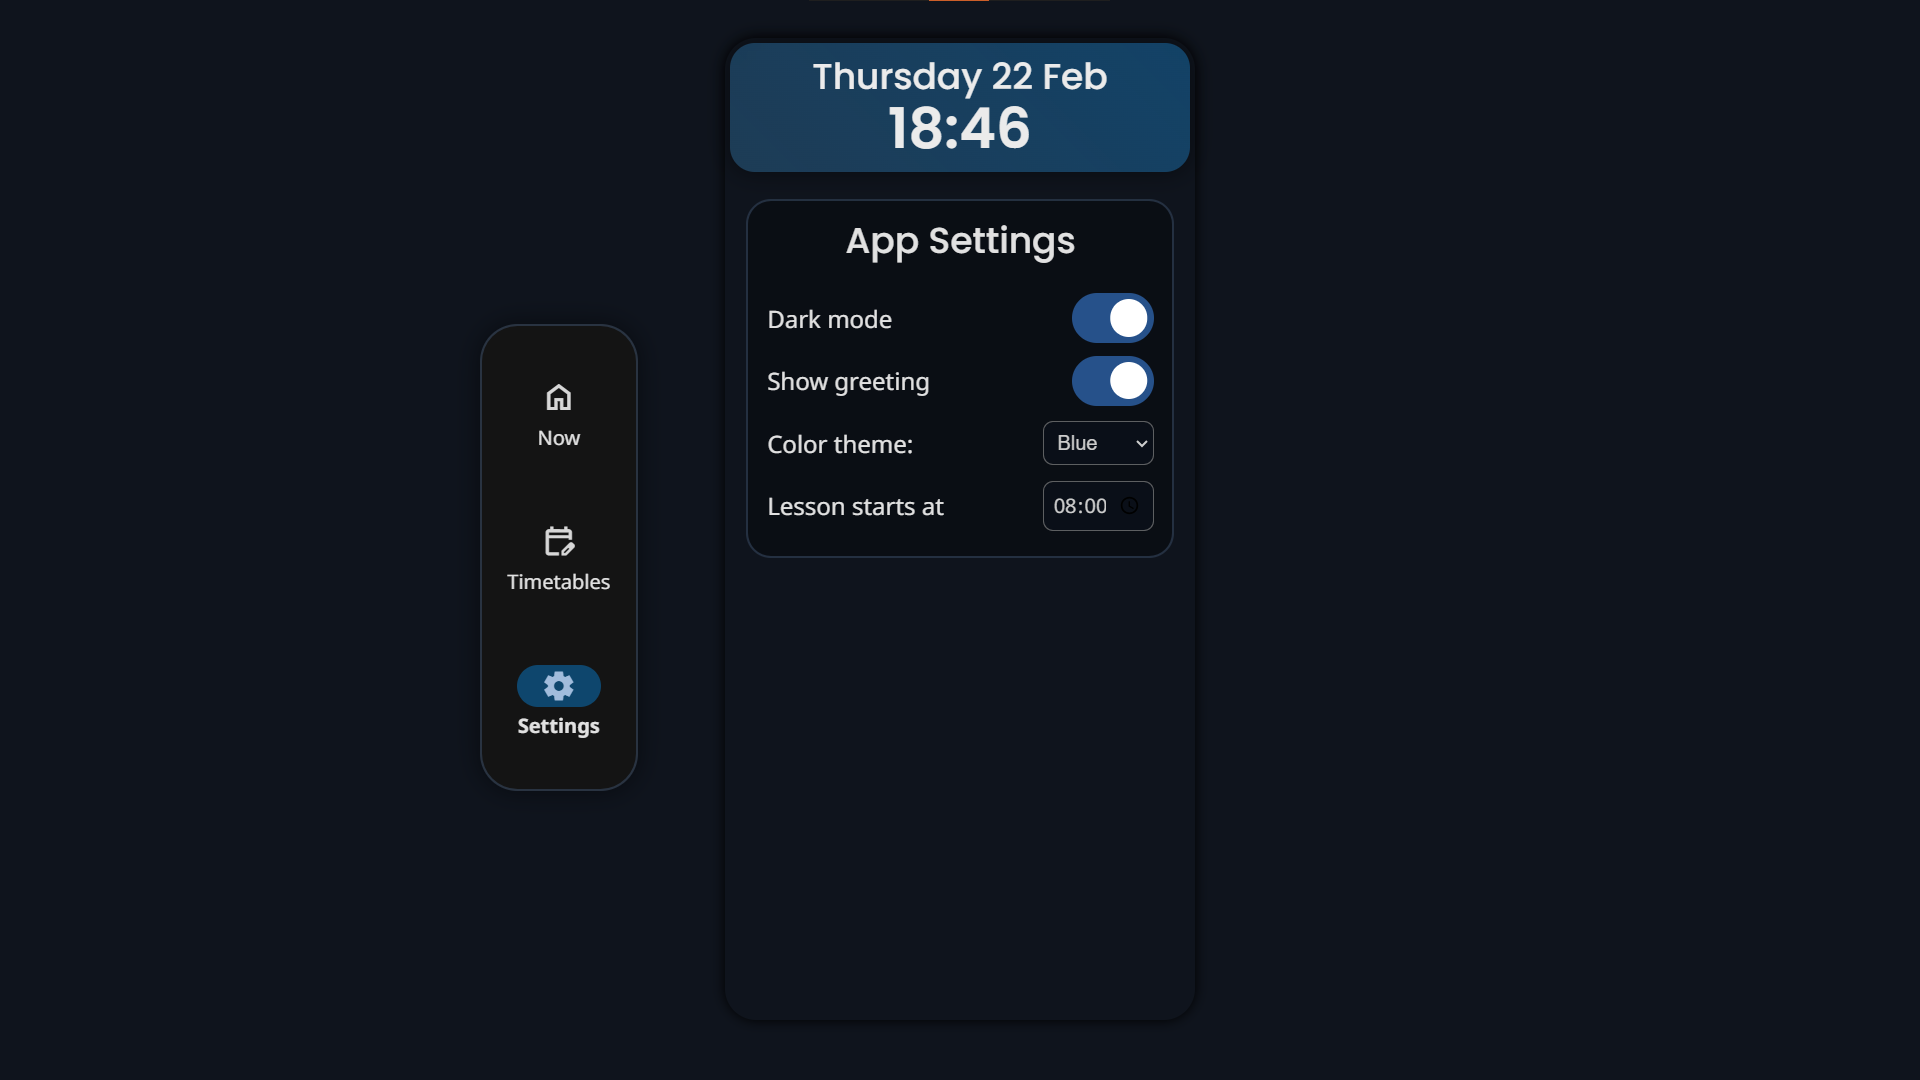 Thursday 22 Feb
18:46
App Settings
Dark mode
Show greeting
Color theme:
Blue
Lesson starts at
08:00
Now
Timetables
Settings